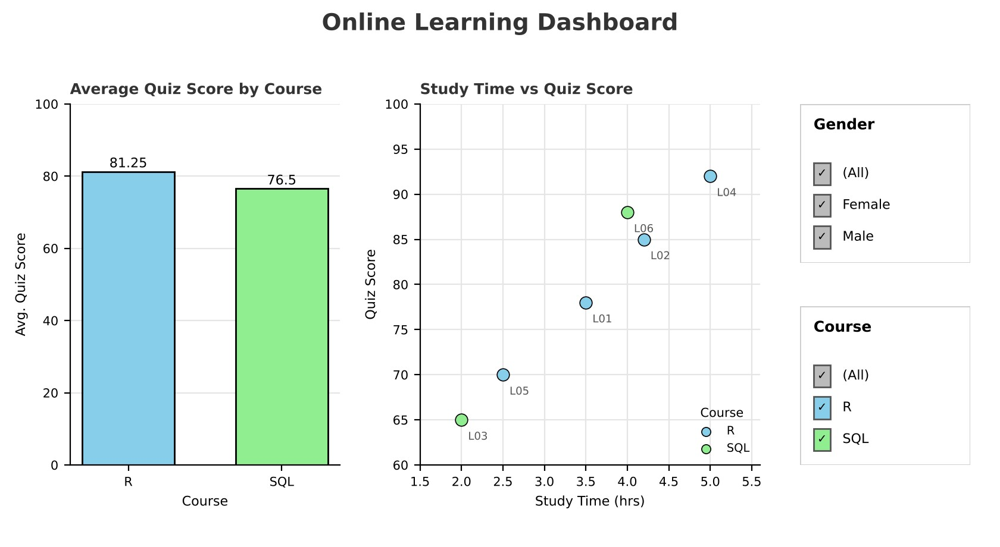 Online Learning Dashboard
Average Quiz Score by Course
Avg. Quiz Score
100
80
60
40
20
0
81.25
76.5
R
SQL
Course
Study Time vs Quiz Score
Quiz Score
100
95
90
85
80
75
70
65
60
L04
L06
L02
L01
L05
L03
Course
R
SQL
1.5 2.0 2.5 3.0 3.5 4.0 4.5 5.0 5.5
Study Time (hrs)
Gender
✓ (All)
✓ Female
✓ Male
Course
✓ (All)
✓ R
✓ SQL